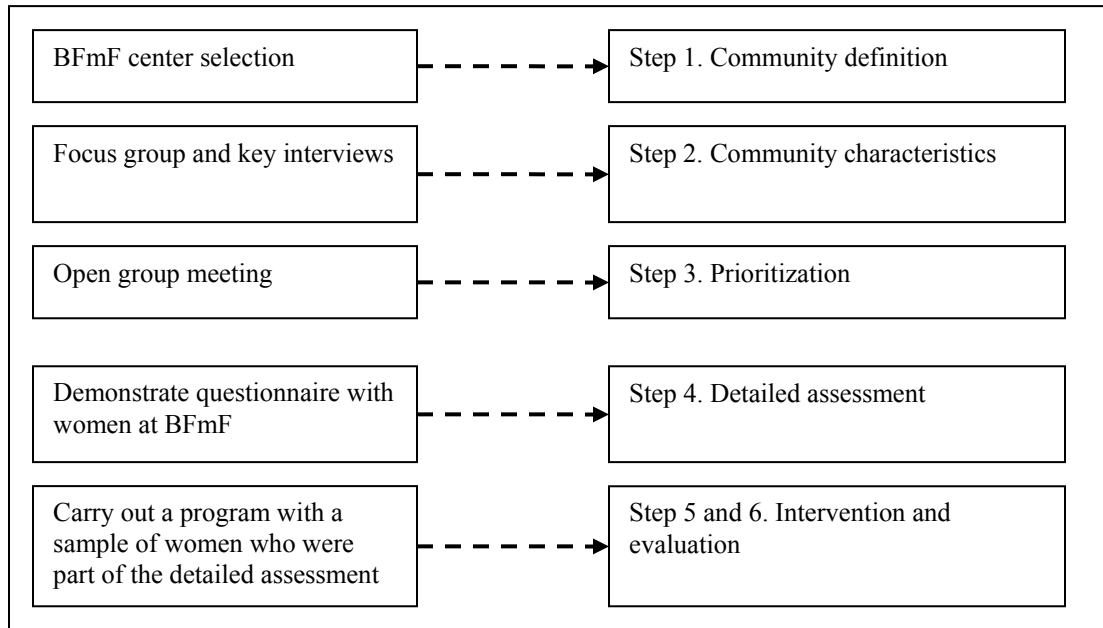 BFmF center selection
Step 1. Community definition
Focus group and key interviews
Step 2. Community characteristics
Open group meeting
Step 3. Prioritization
Demonstrate questionnaire with
women at BFmF
Step 4. Detailed assessment
Carry out a program with a
sample of women who were
part of the detailed assessment
Step 5 and 6. Intervention and
evaluation